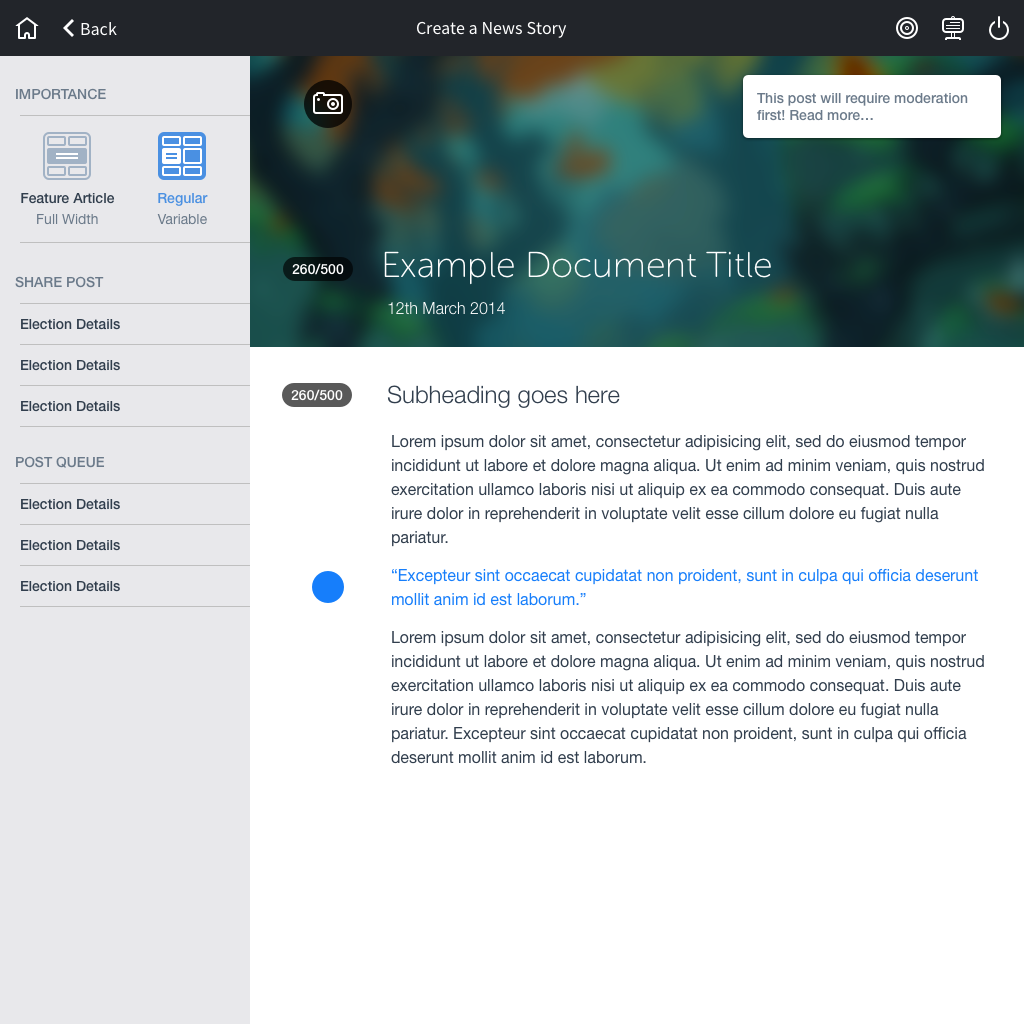 Back
Create a News Story
IMPORTANCE
Feature Article
Full Width
Regular
Variable
SHARE POST
Election Details
Election Details
Election Details
POST QUEUE
Election Details
Election Details
Election Details
This post will require moderation
first! Read more…
260/500
Example Document Title
12th March 2014
260/500
Subheading goes here
Lorem ipsum dolor sit amet, consectetur adipisicing elit, sed do eiusmod tempor
incididunt ut labore et dolore magna aliqua. Ut enim ad minim veniam, quis nostrud
exercitation ullamco laboris nisi ut aliquip ex ea commodo consequat. Duis aute
irure dolor in reprehenderit in voluptate velit esse cillum dolore eu fugiat nulla
pariatur.
“Excepteur sint occaecat cupidatat non proident, sunt in culpa qui officia deserunt
mollit anim id est laborum.”
Lorem ipsum dolor sit amet, consectetur adipisicing elit, sed do eiusmod tempor
incididunt ut labore et dolore magna aliqua. Ut enim ad minim veniam, quis nostrud
exercitation ullamco laboris nisi ut aliquip ex ea commodo consequat. Duis aute
irure dolor in reprehenderit in voluptate velit esse cillum dolore eu fugiat nulla
pariatur. Excepteur sint occaecat cupidatat non proident, sunt in culpa qui officia
deserunt mollit anim id est laborum.